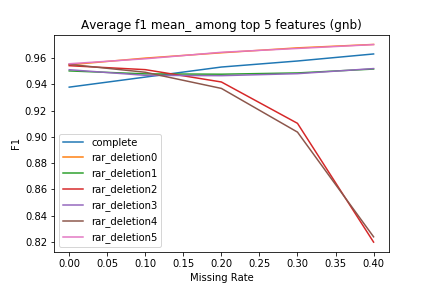 Average f1 mean_ among top 5 features (gnb)
F1
0.96
0.94
0.92
0.90
0.88
0.86
0.84
0.82
complete
rar_deletion0
rar_deletion1
rar_deletion2
rar_deletion3
rar_deletion4
rar_deletion5
0.00 0.05 0.10 0.15 0.20 0.25 0.30 0.35 0.40
Missing Rate